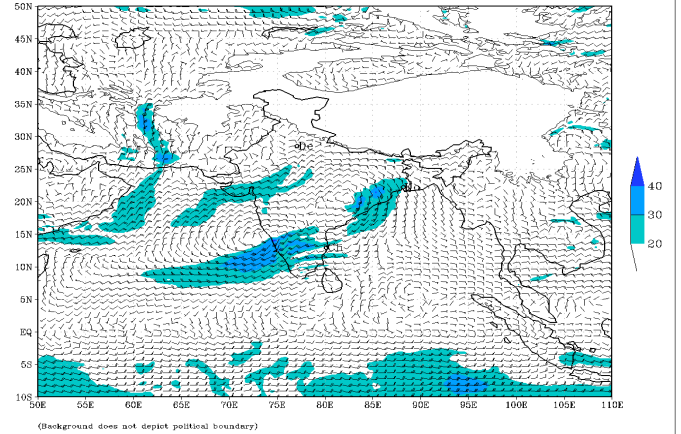 50N
45N
40N
35N
30N
25N
20N
15N
10N
5N
EQ
5S
10S
50E 55E 60E 65E 70E 75E 80E 85E 90E 95E 100E 105E 110E
De
40
30
20
(Background does not depict political boundary)